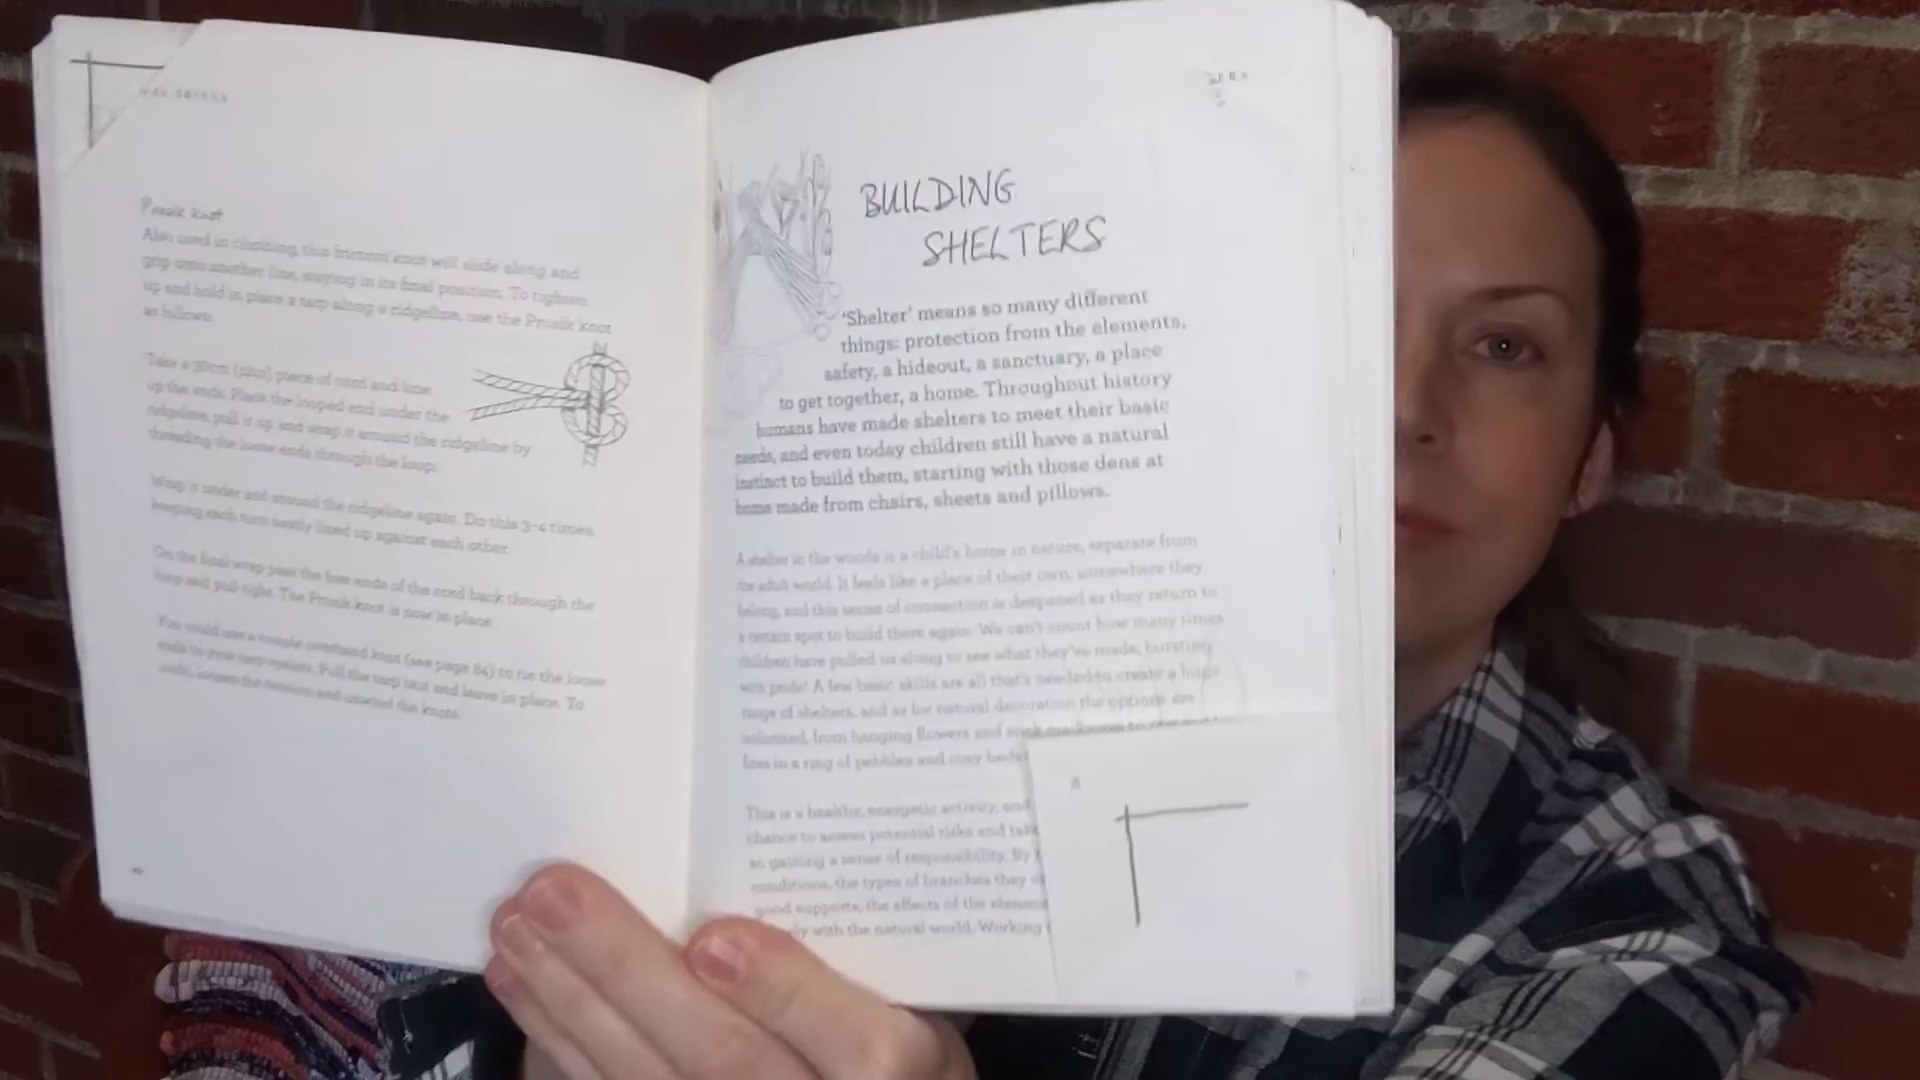 Prusik knot
Also used in climbing, this friction knot will slide along and
grip onto another line, staying in its final position. To tighten
up and hold in place a tarp along a ridgeline, use the Prusik knot
as follows:
Take a 30cm (12in) piece of cord and line
up the ends. Place the looped end under the
ridgeline, pull it up and wrap it around the ridgeline by
threading the loose ends through the loop.
Wrap it under and around the ridgeline again. Do this 3-4 times,
keeping each turn neatly lined up against each other.
On the final wrap pass the free ends of the cord back through the
loop and pull tight. The Prusik knot is now in place.
You could use a simple overhand knot (see page 84) to tie the loose
ends to your tarp eyelets. Pull the tarp taut and leave in place. To
undo, loosen the tension and unwind the knots.
BUILDING
SHELTERS
'Shelter' means so many different
things: protection from the elements,
safety, a hideout, a sanctuary, a place
to get together, a home. Throughout history
humans have made shelters to meet their basic
needs, and even today children still have a natural
instinct to build them, starting with those dens at
home made from chairs, sheets and pillows.
A shelter in the woods is a child's home in nature, separate from
the adult world. It feels like a place of their own, somewhere they
belong, and this sense of connection is deepened as they return to
a certain spot to build there again. We can't count how many times
children have pulled us along to see what they've made, bursting
with pride! A few basic skills are all that's needed to create a huge
range of shelters, and as for natural decoration the options are
unlimited, from hanging flowers and
fires in a ring of pebbles and cosy beds
This is a healthy, energetic activity, and
chance to assess potential risks and take
so gaining a sense of responsibility. By
conditions, the types of branches they
good supports, the effects of the
with the natural world. Working